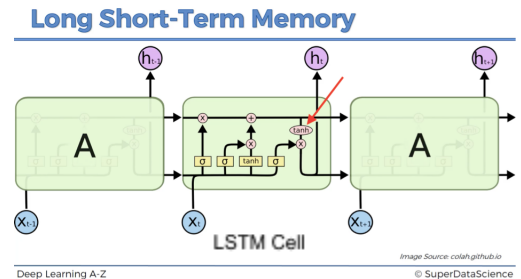 Long Short-Term Memory
ht-1
ht
ht+1
x
+
tanh
A
x
x
A
σ
σ
tanh
σ
Xt-1
Xt
Xt+1
LSTM Cell
Image Source: colah.github.io
Deep Learning A-Z
© SuperDataScience